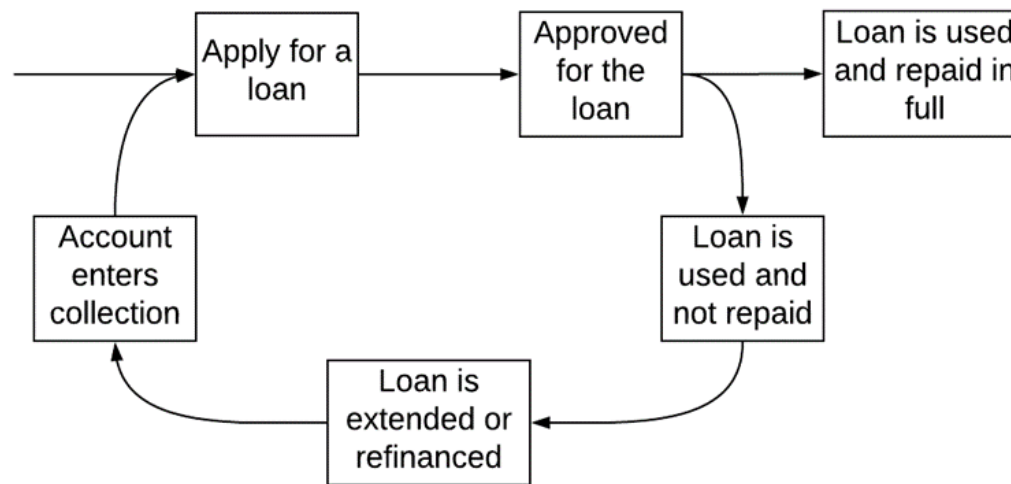 Apply for a
loan
Approved
for the
loan
Loan is used
and repaid in
full
Loan is
used and
not repaid
Loan is
extended or
refinanced
Account
enters
collection